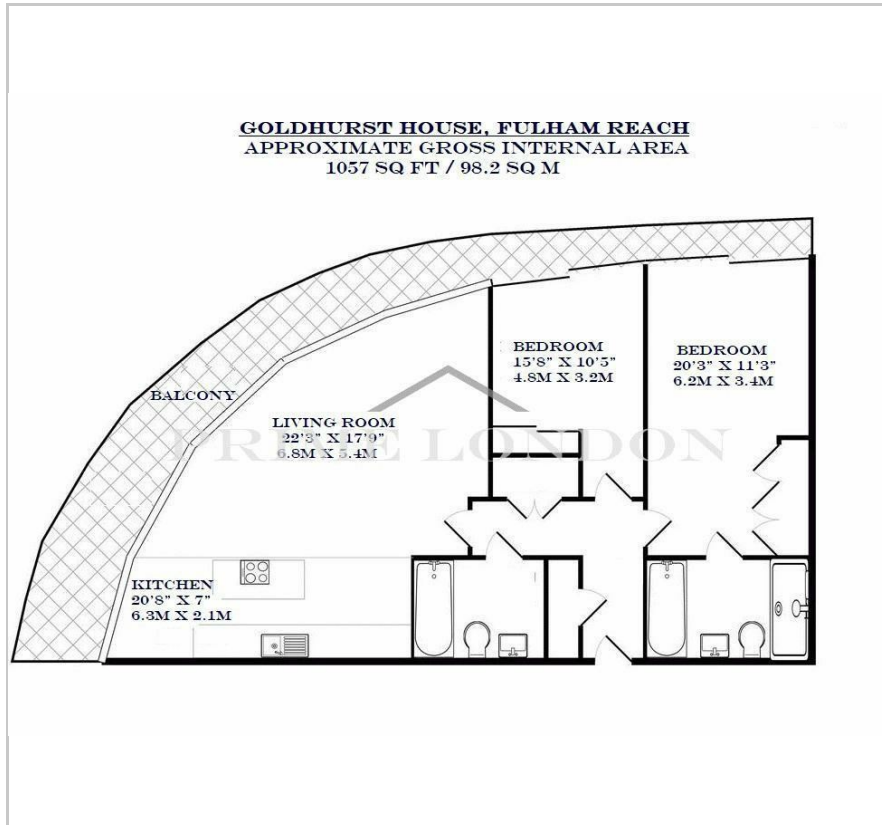 GOLDHURST HOUSE, FULHAM REACH
APPROXIMATE GROSS INTERNAL AREA
1057 SQ FT / 98.2 SQ M
BEDROOM
15'8" X 10'5"
4.8M X 3.2M
BEDROOM
20'3" X 11'3"
6.2M X 3.4M
BALCONY
LIVING ROOM
22'3" X 17'9"
6.8M X 5.4M
PRIME LONDON
KITCHEN
20'8" X 7"
6.3M X 2.1M